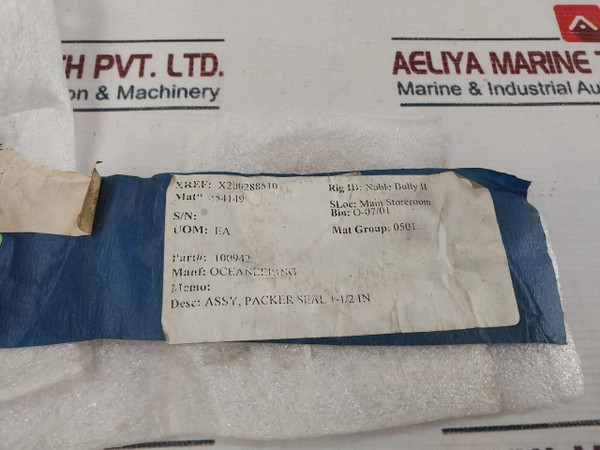 TH PVT. LTD.
on & Machinery
AELIYA MARINE T
Marine & Industrial Au
XREF: X200288510
Rig ID: Noble Bully II
Mat# 354149
SLoc: Main Storeroom
S/N:
Bin: O-07/01
UOM: EA
Mat Group: 0501
Part#: 100942
Manf: OCEANEERING
Memo:
Desc: ASSY, PACKER SEAL 1-1/2 IN